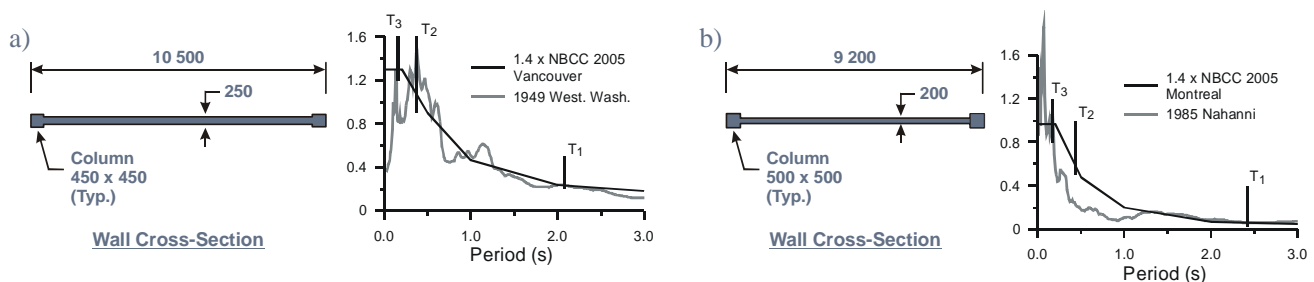 a)
10 500
250
Column
450 x 450
(Typ.)
Wall Cross-Section
T3
T2
T1
1.6
1.2
0.8
0.4
0
0.0
1.0
2.0
3.0
Period (s)
1.4 x NBCC 2005
Vancouver
1949 West. Wash.
b)
9 200
200
Column
500 x 500
(Typ.)
Wall Cross-Section
T3
T2
T1
1.6
1.2
0.8
0.4
0
0.0
1.0
2.0
3.0
Period (s)
1.4 x NBCC 2005
Montreal
1985 Nahanni